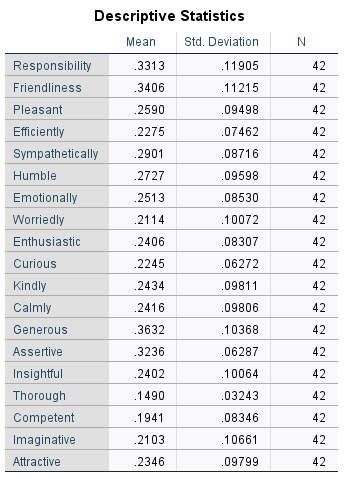 Descriptive Statistics
Mean Std. Deviation N
Responsibility .3313 .11905 42
Friendliness .3406 .11215 42
Pleasant .2590 .09498 42
Efficiently .2275 .07462 42
Sympathetically .2901 .08716 42
Humble .2727 .09598 42
Emotionally .2513 .08530 42
Worriedly .2114 .10072 42
Enthusiastic .2406 .08307 42
Curious .2245 .06272 42
Kindly .2434 .09811 42
Calmly .2416 .09806 42
Generous .3632 .10368 42
Assertive .3236 .06287 42
Insightful .2402 .10064 42
Thorough .1490 .03243 42
Competent .1941 .08346 42
Imaginative .2103 .10661 42
Attractive .2346 .09799 42